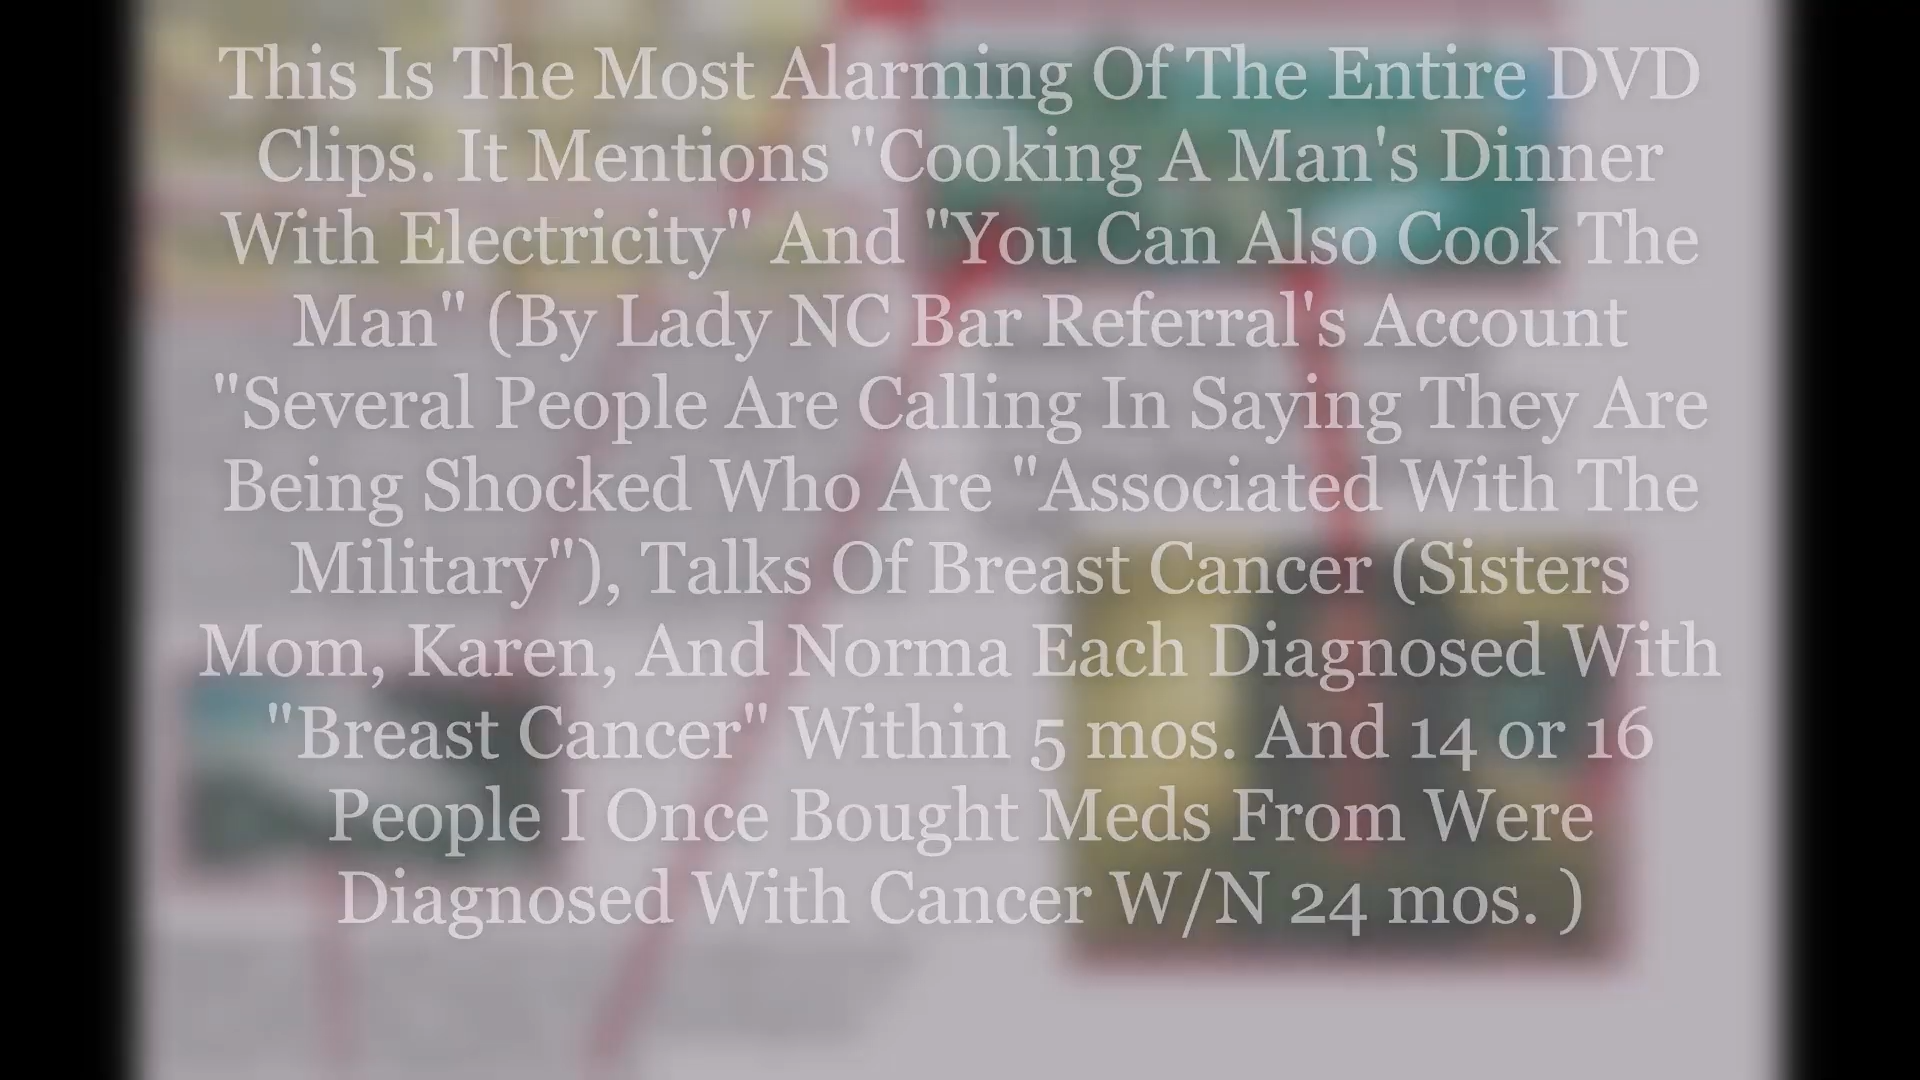 This Is The Most Alarming Of The Entire DVD
Clips. It Mentions "Cooking A Man's Dinner
With Electricity" And "You Can Also Cook The
Man" (By Lady NC Bar Referral's Account
"Several People Are Calling In Saying They Are
Being Shocked Who Are "Associated With The
Military"), Talks Of Breast Cancer (Sisters
Mom, Karen, And Norma Each Diagnosed With
"Breast Cancer" Within 5 mos. And 14 or 16
People I Once Bought Meds From Were
Diagnosed With Cancer W/N 24 mos. )